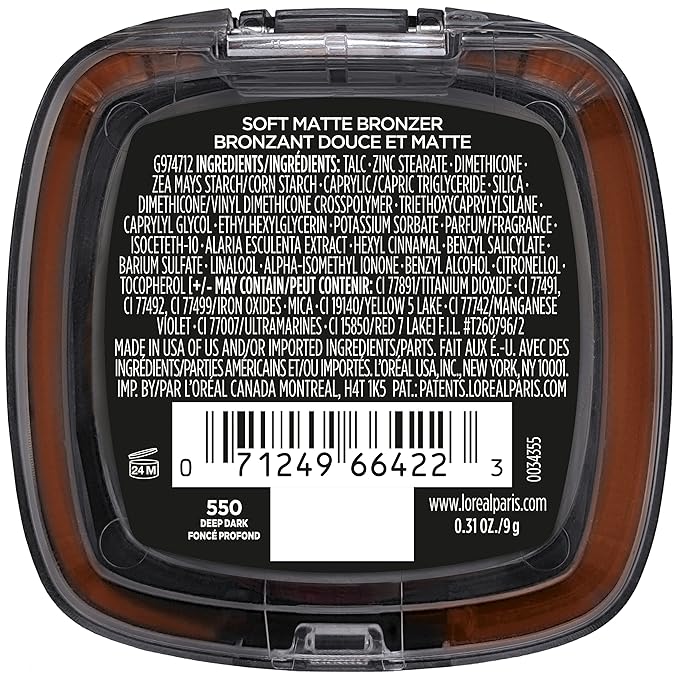 SOFT MATTE BRONZER
BRONZANT DOUCE ET MATTE
G974712 INGREDIENTS/INGRÉDIENTS: TALC • ZINC STEARATE • DIMETHICONE •
ZEA MAYS STARCH/CORN STARCH • CAPRYLIC/CAPRIC TRIGLYCERIDE • SILICA •
DIMETHICONE/VINYL DIMETHICONE CROSSPOLYMER • TRIETHOXYCAPRYLYLSILANE •
CAPRYLYL GLYCOL • ETHYLHEXYLGLYCERIN • POTASSIUM SORBATE • PARFUM/FRAGRANCE •
ISOCETETH-10 • ALARIA ESCULENTA EXTRACT • HEXYL CINNAMAL • BENZYL SALICYLATE •
BARIUM SULFATE • LINALOOL • ALPHA-ISOMETHYL IONONE • BENZYL ALCOHOL • CITRONELLOL •
TOCOPHEROL [+/– MAY CONTAIN/PEUT CONTENIR: CI 77891/TITANIUM DIOXIDE • CI 77491,
CI 77492, CI 77499/IRON OXIDES • MICA • CI 19140/YELLOW 5 LAKE • CI 77742/MANGANESE
VIOLET • CI 77007/ULTRAMARINES • CI 15850/RED 7 LAKE] F.I.L. #T260796/2
MADE IN USA OF US AND/OR IMPORTED INGREDIENTS/PARTS. FAIT AUX É.-U. AVEC DES
INGRÉDIENTS/PARTIES AMÉRICAINS ET/OU IMPORTÉS. L'ORÉAL USA, INC., NEW YORK, NY, 10001.
IMP. BY/PAR L'ORÉAL CANADA MONTREAL, H4T 1K5 PAT.: PATENTS.LOREALPARIS.COM
24 M
0 71249 66422 3
0034355
550
DEEP DARK
FONCÉ PROFOND
www.lorealparis.com
0.31 OZ./9 g